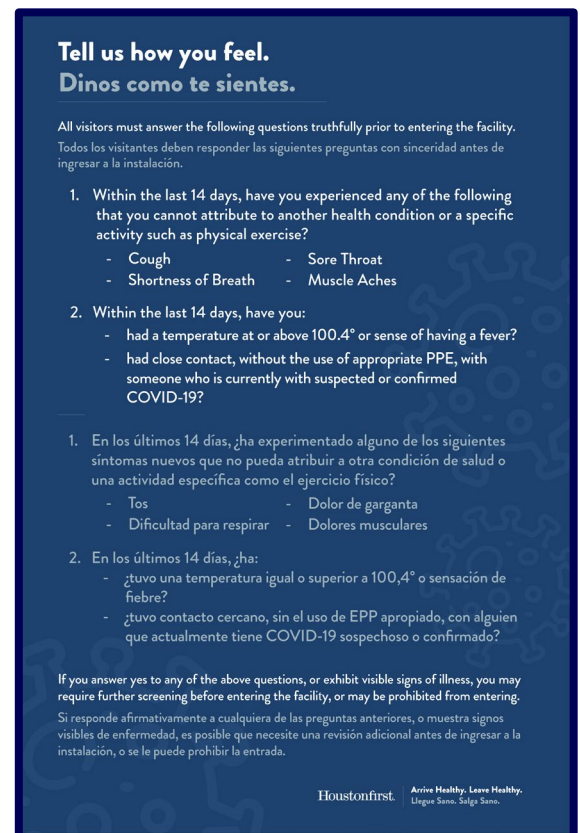 Tell us how you feel.
Dinos como te sientes.
All visitors must answer the following questions truthfully prior to entering the facility.
Todos los visitantes deben responder las siguientes preguntas con sinceridad antes de
ingresar a la instalación.
1. Within the last 14 days, have you experienced any of the following
that you cannot attribute to another health condition or a specific
activity such as physical exercise?
- Cough - Sore Throat
- Shortness of Breath - Muscle Aches
2. Within the last 14 days, have you:
- had a temperature at or above 100.4° or sense of having a fever?
- had close contact, without the use of appropriate PPE, with
someone who is currently with suspected or confirmed
COVID-19?
1. En los últimos 14 días, ¿ha experimentado alguno de los siguientes
síntomas nuevos que no pueda atribuir a otra condición de salud o
una actividad específica como el ejercicio físico?
- Tos - Dolor de garganta
- Dificultad para respirar - Dolores musculares
2. En los últimos 14 días, ¿ha:
- ¿tuvo una temperatura igual o superior a 100,4° o sensación de
fiebre?
- ¿tuvo contacto cercano, sin el uso de EPP apropiado, con alguien
que actualmente tiene COVID-19 sospechoso o confirmado?
If you answer yes to any of the above questions, or exhibit visible signs of illness, you may
require further screening before entering the facility, or may be prohibited from entering.
Si responde afirmativamente a cualquiera de las preguntas anteriores, o muestra signos
visibles de enfermedad, es posible que necesite una revisión adicional antes de ingresar a la
instalación, o se le puede prohibir la entrada.
Houstonfirst. Arrive Healthy. Leave Healthy.
Llegue Sano. Salga Sano.